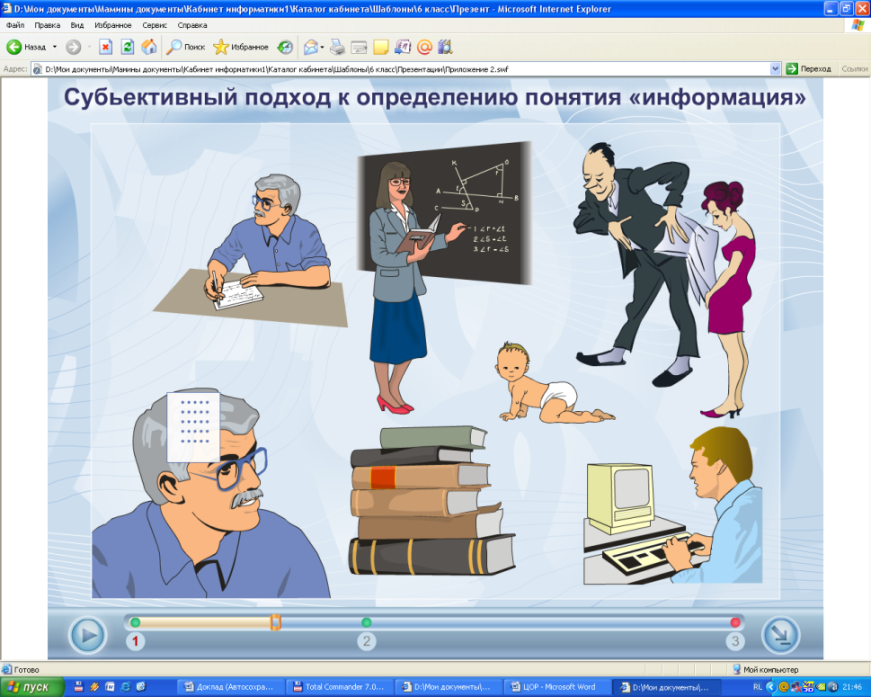 D:\Мои документы\Мамины документы\Кабинет информатики1\Каталог кабинета\Шаблоны\6 класс\Презент - Microsoft Internet Explorer
Файл Правка Вид Избранное Сервис Справка
Назад Поиск Избранное
Адрес: D:\Мои документы\Мамины документы\Кабинет информатики1\Каталог кабинета\Шаблоны\6 класс\Презентации\Приложение 2.swf Переход Ссылки
Субьективный подход к определению понятия «информация»
1 2 3
Готово Мой компьютер
пуск Доклад (Автосохра... Total Commander 7.0... D:\Мои документы\... ЦОР - Microsoft Word D:\Мои документы\... RL 21:46